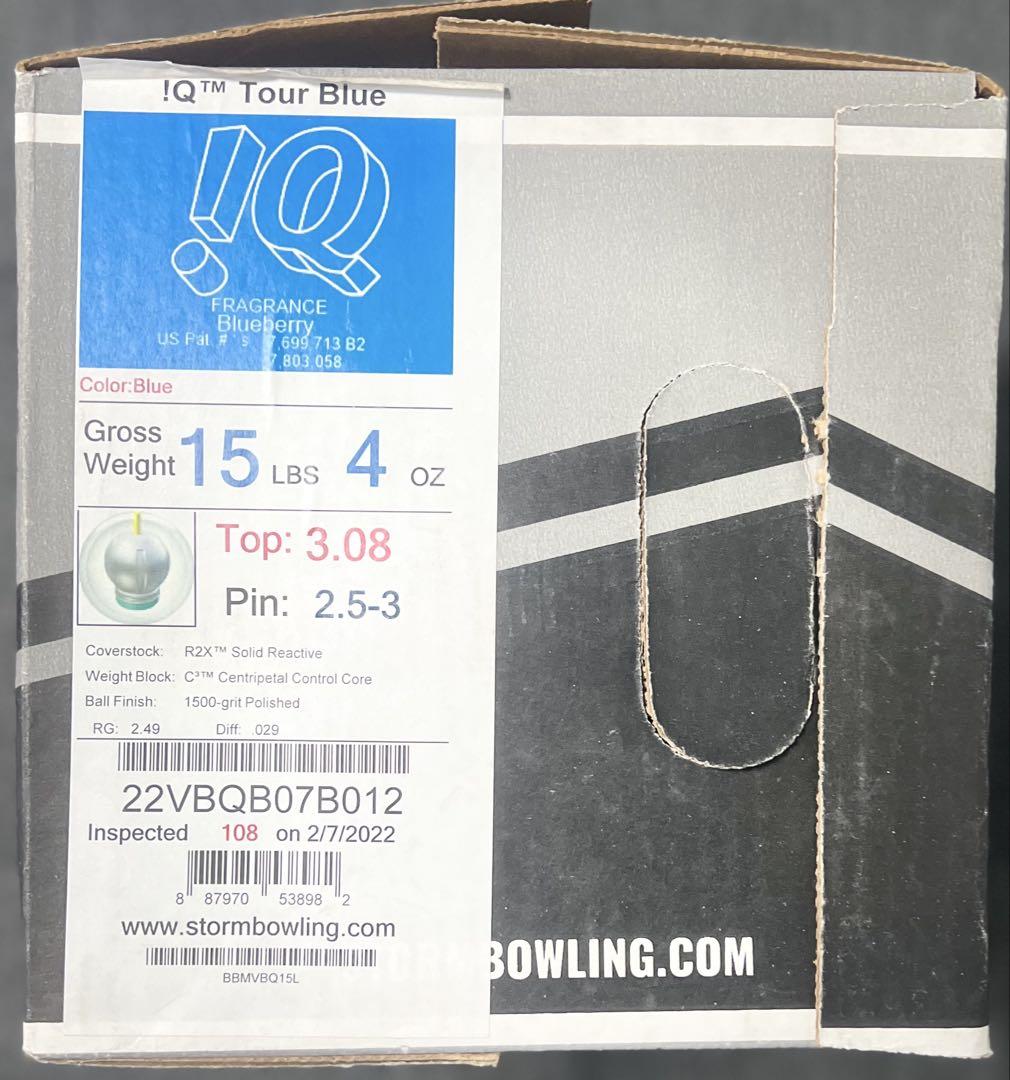 !Q™ Tour Blue
!Q
FRAGRANCE
Blueberry
US Pat # 's 7,699,713 B2
7,803,058
Color:Blue
Gross Weight 15 LBS 4 OZ
Top: 3.08
Pin: 2.5-3
Coverstock: R2X™ Solid Reactive
Weight Block: C³™ Centripetal Control Core
Ball Finish: 1500-grit Polished
RG: 2.49 Diff: .029
22VBQB07B012
Inspected 108 on 2/7/2022
8 87970 53898 2
www.stormbowling.com
BBMVBQ15L
BOWLING.COM